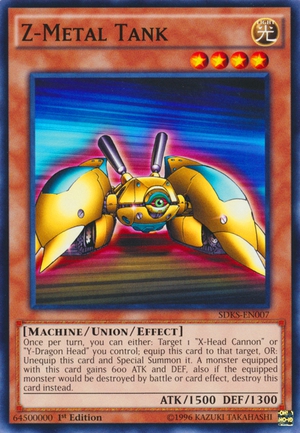 Z-Metal Tank
LIGHT
光
SDKS-EN007
[Machine/Union/Effect]
Once per turn, you can either: Target 1 "X-Head Cannon" or
"Y-Dragon Head" you control; equip this card to that target, OR:
Unequip this card and Special Summon it. A monster equipped
with this card gains 600 ATK and DEF, also if the equipped
monster would be destroyed by battle or card effect, destroy this
card instead.
ATK/1500 DEF/1300
64500000 1st Edition ©1996 KAZUKI TAKAHASHI